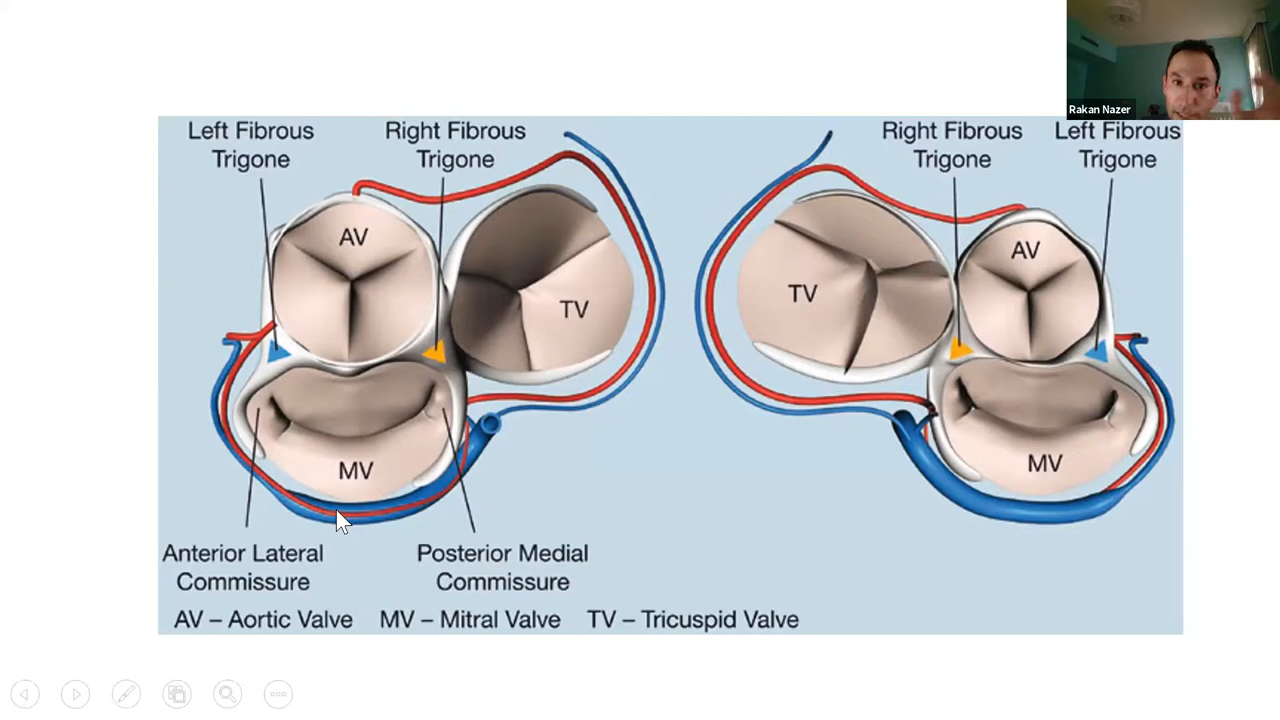 Rakan Nazer
Left Fibrous
Trigone
Right Fibrous
Trigone
Right Fibrous
Trigone
Left Fibrous
Trigone
AV
TV
MV
TV
AV
MV
Anterior Lateral
Commissure
Posterior Medial
Commissure
AV – Aortic Valve MV – Mitral Valve TV – Tricuspid Valve